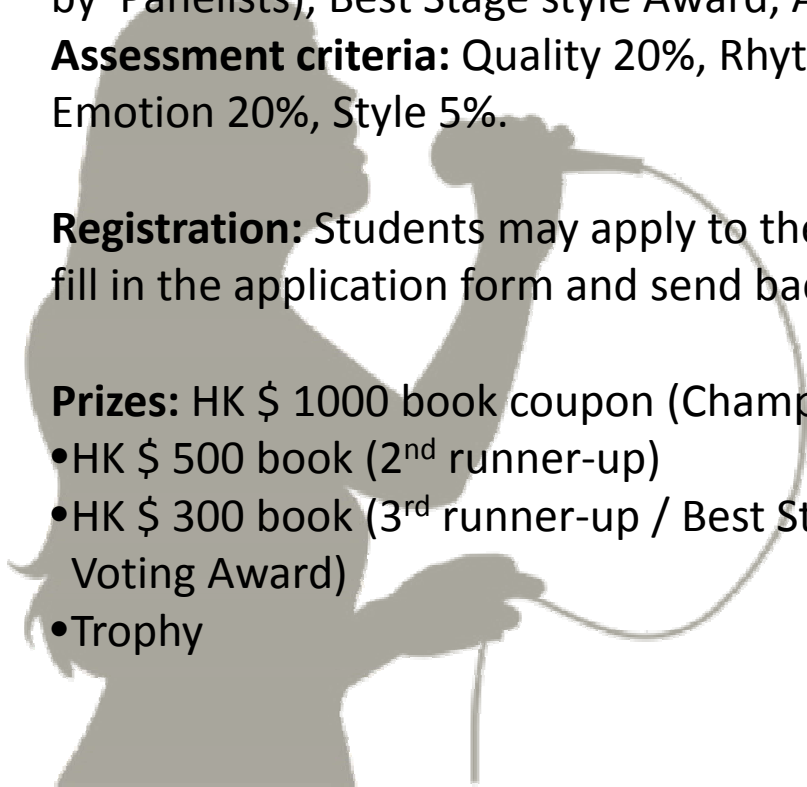 by Panelists), Best Stage style Award, A
Assessment criteria: Quality 20%, Rhyt
Emotion 20%, Style 5%.
Registration: Students may apply to the
fill in the application form and send bac
Prizes: HK $ 1000 book coupon (Champ
•HK $ 500 book (2nd runner-up)
•HK $ 300 book (3rd runner-up / Best St
Voting Award)
•Trophy